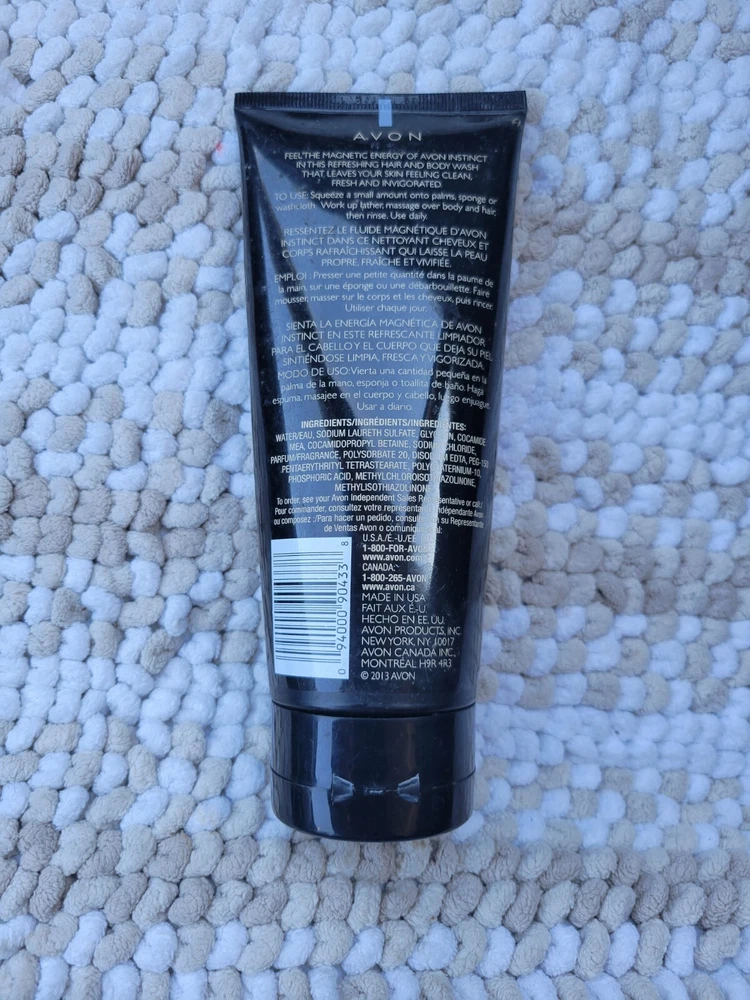 AVON
FEEL THE MAGNETIC ENERGY OF AVON INSTINCT
IN THIS REFRESHING HAIR AND BODY WASH
THAT LEAVES YOUR SKIN FEELING CLEAN,
FRESH AND INVIGORATED.
TO USE: Squeeze a small amount onto palms, sponge or
washcloth. Work up lather, massage over body and hair,
then rinse. Use daily.
RESSENTEZ LE FLUIDE MAGNÉTIQUE D'AVON
INSTINCT DANS CE NETTOYANT CHEVEUX ET
CORPS RAFRAÎCHISSANT QUI LAISSE LA PEAU
PROPRE, FRAÎCHE ET VIVIFIÉE.
EMPLOI : Presser une petite quantité dans la paume de
la main, sur une éponge ou une débarbouillette. Faire
mousser, masser sur le corps et les cheveux, puis rincer.
Utiliser chaque jour.
SIENTA LA ENERGÍA MAGNÉTICA DE AVON
INSTINCT EN ESTE REFRESCANTE LIMPIADOR
PARA EL CABELLO Y EL CUERPO QUE DEJA SU PIEL
SINTIÉNDOSE LIMPIA, FRESCA Y VIGORIZADA.
MODO DE USO: Vierta una cantidad pequeña en la
palma de la mano, esponja o toallita de baño. Haga
espuma, masajee en el cuerpo y cabello, luego enjuague.
Usar a diario.
INGREDIENTS/INGRÉDIENTS/INGREDIENTES:
WATER/EAU, SODIUM LAURETH SULFATE, GLYCERIN, COCAMIDE
MEA, COCAMIDOPROPYL BETAINE, SODIUM CHLORIDE,
PARFUM/FRAGRANCE, POLYSORBATE 20, DISODIUM EDTA, PEG-150
PENTAERYTHRITYL TETRASTEARATE, POLYQUATERNIUM-10,
PHOSPHORIC ACID, METHYLCHLOROISOTHIAZOLINONE,
METHYLISOTHIAZOLINONE
To order, see your Avon Independent Sales Representative or call:/
Pour commander, consultez votre représentant indépendante Avon
ou composez :/Para hacer un pedido, consulte a su Representante
de Ventas Avon o comuníquese al:
U.S.A./É.-U./EE
1-800-FOR-AVON
www.avon.com
CANADA:
1-800-265-AVON
www.avon.ca
MADE IN USA
FAIT AUX É.-U.
HECHO EN EE. UU.
AVON PRODUCTS, INC.
NEW YORK, NY 10017
AVON CANADA INC.,
MONTRÉAL H9R 4R3
© 2013 AVON
0 94000 90433 8